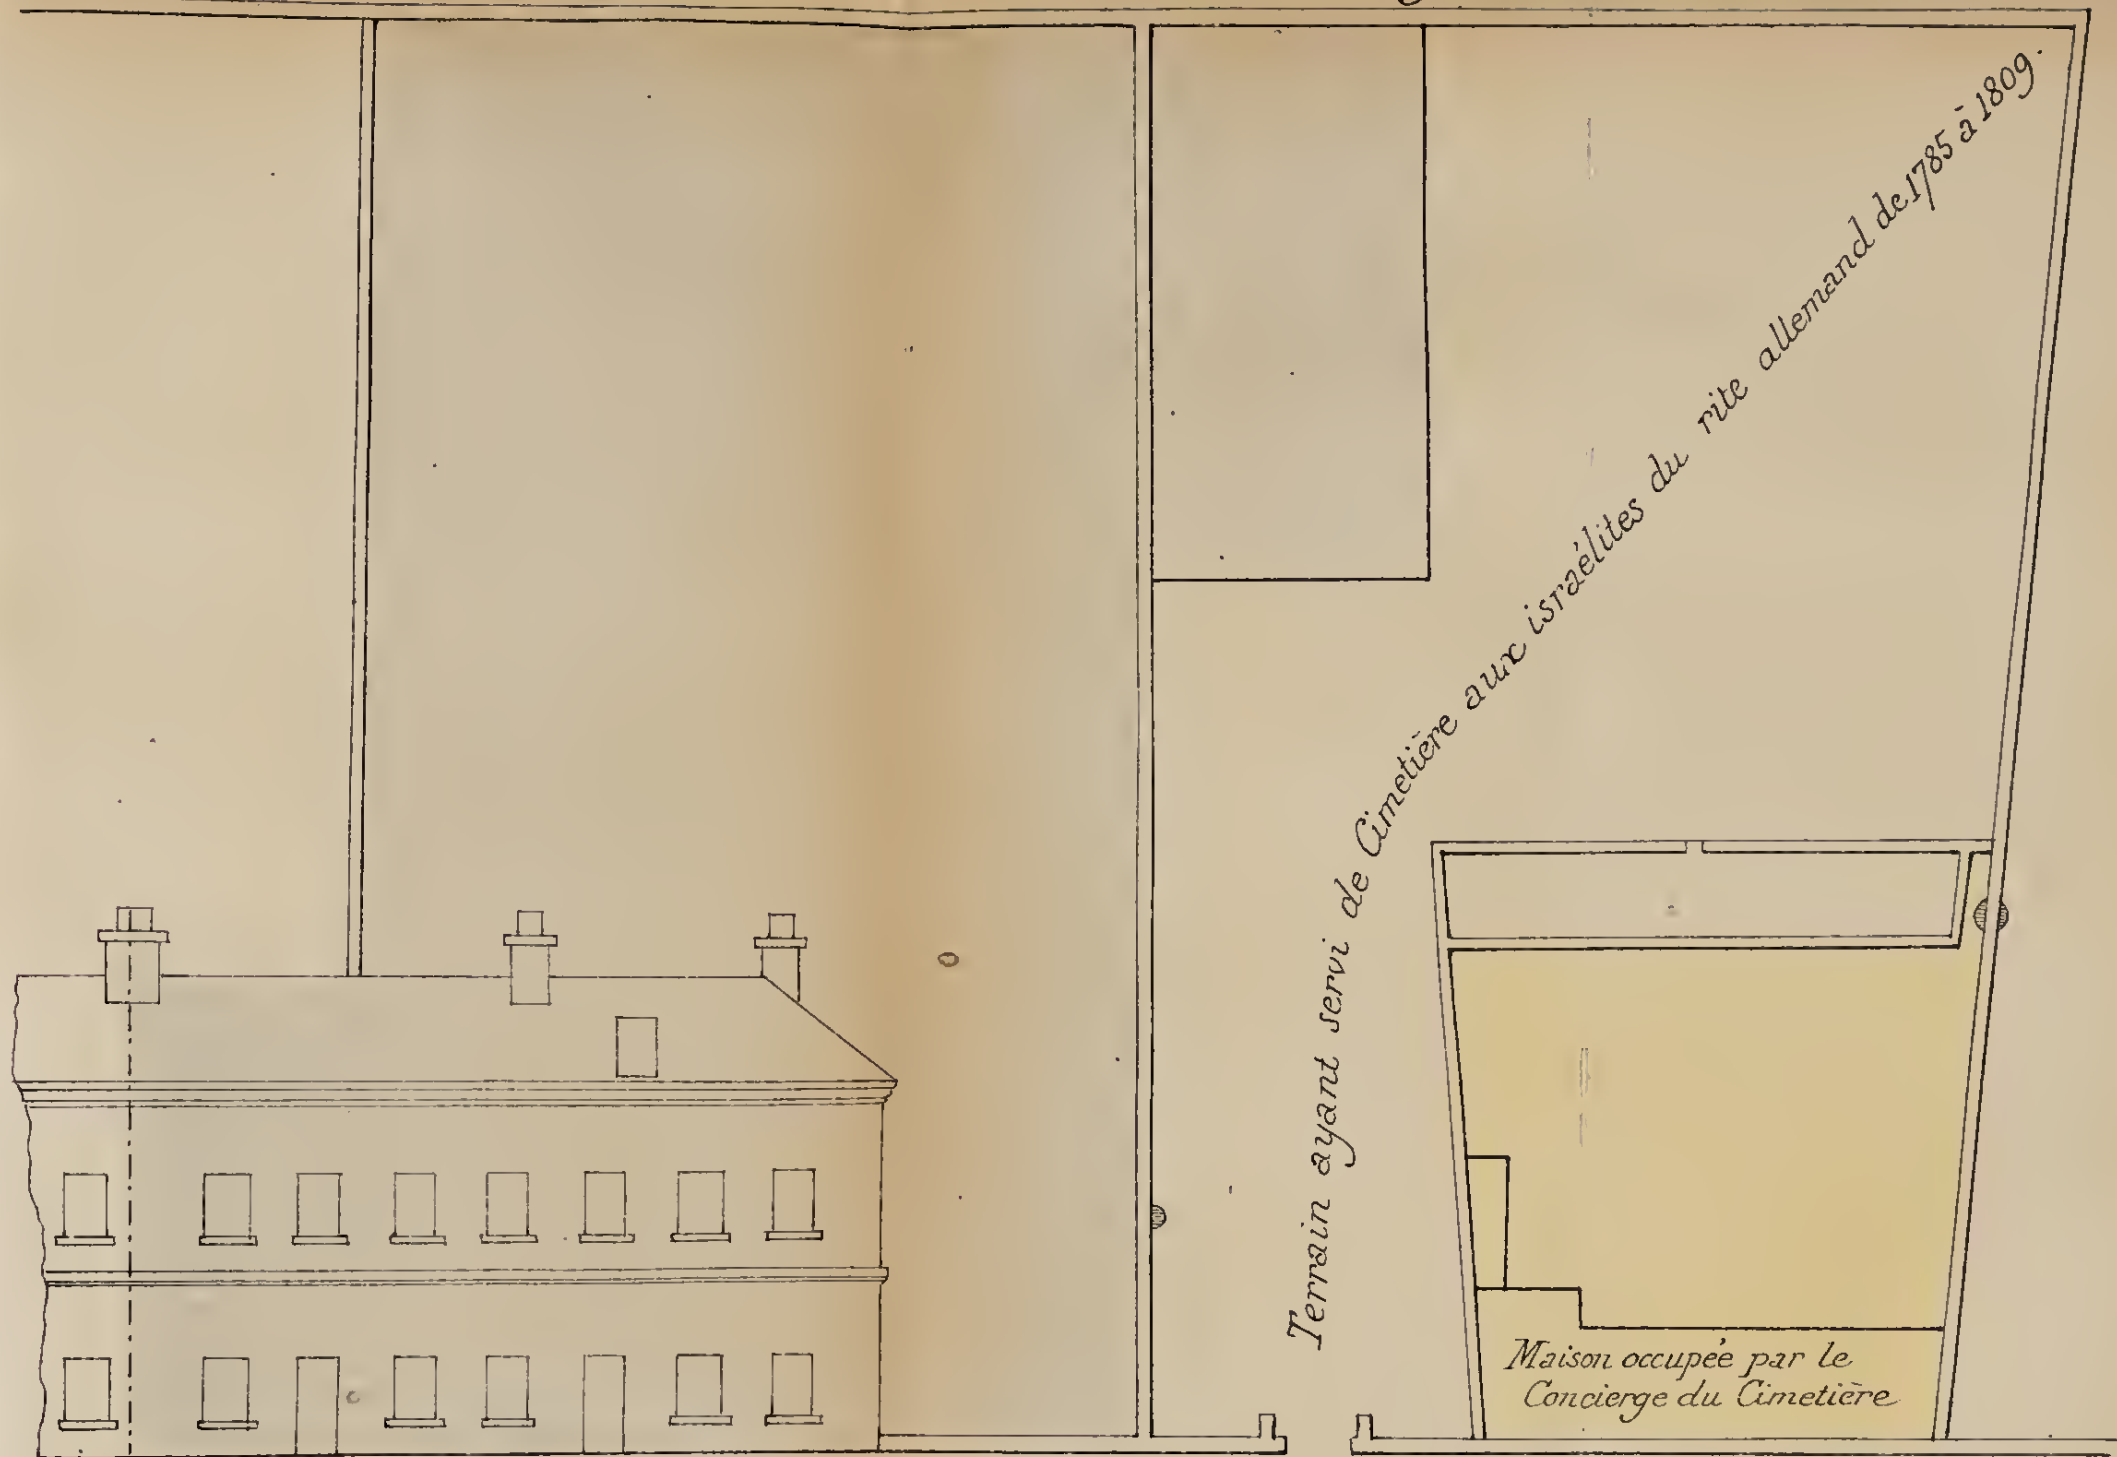 Terrain ayant servi de Cimetière aux israélites du rite allemand de 1785 à 1809.
Maison occupée par le
Concierge du Cimetière